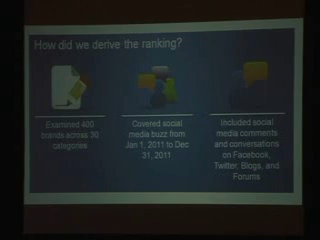 How did we derive the ranking?
Examined 400
brands across 30
categories
Covered social
media buzz from
Jan 1, 2011 to Dec
31, 2011
Included social
media comments
and conversations
on Facebook,
Twitter, Blogs, and
Forums